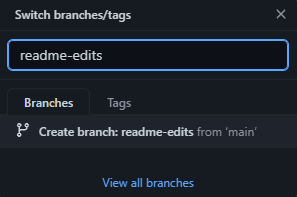 Switch branches/tags
readme-edits
Branches Tags
Create branch: readme-edits from 'main'
View all branches